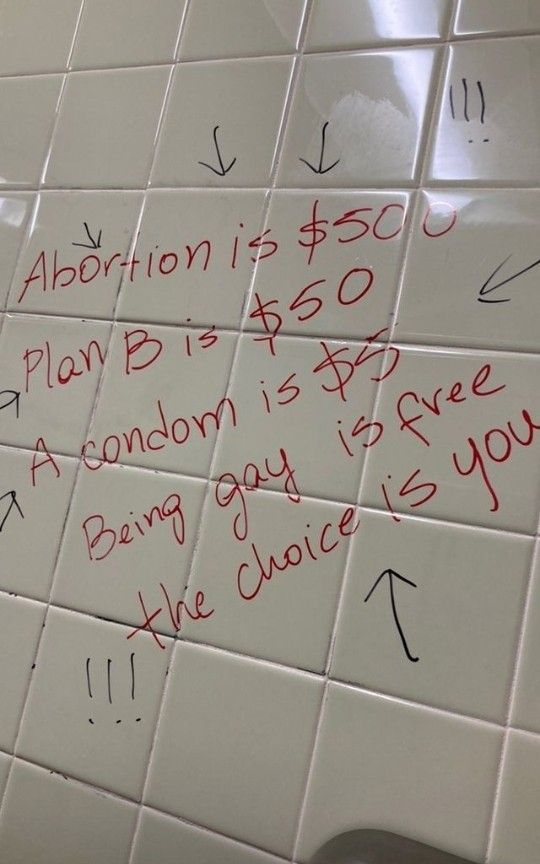 !!!
Abortion is $500
Plan B is $50
A condom is $5
Being gay is free
the choice is you
!!!